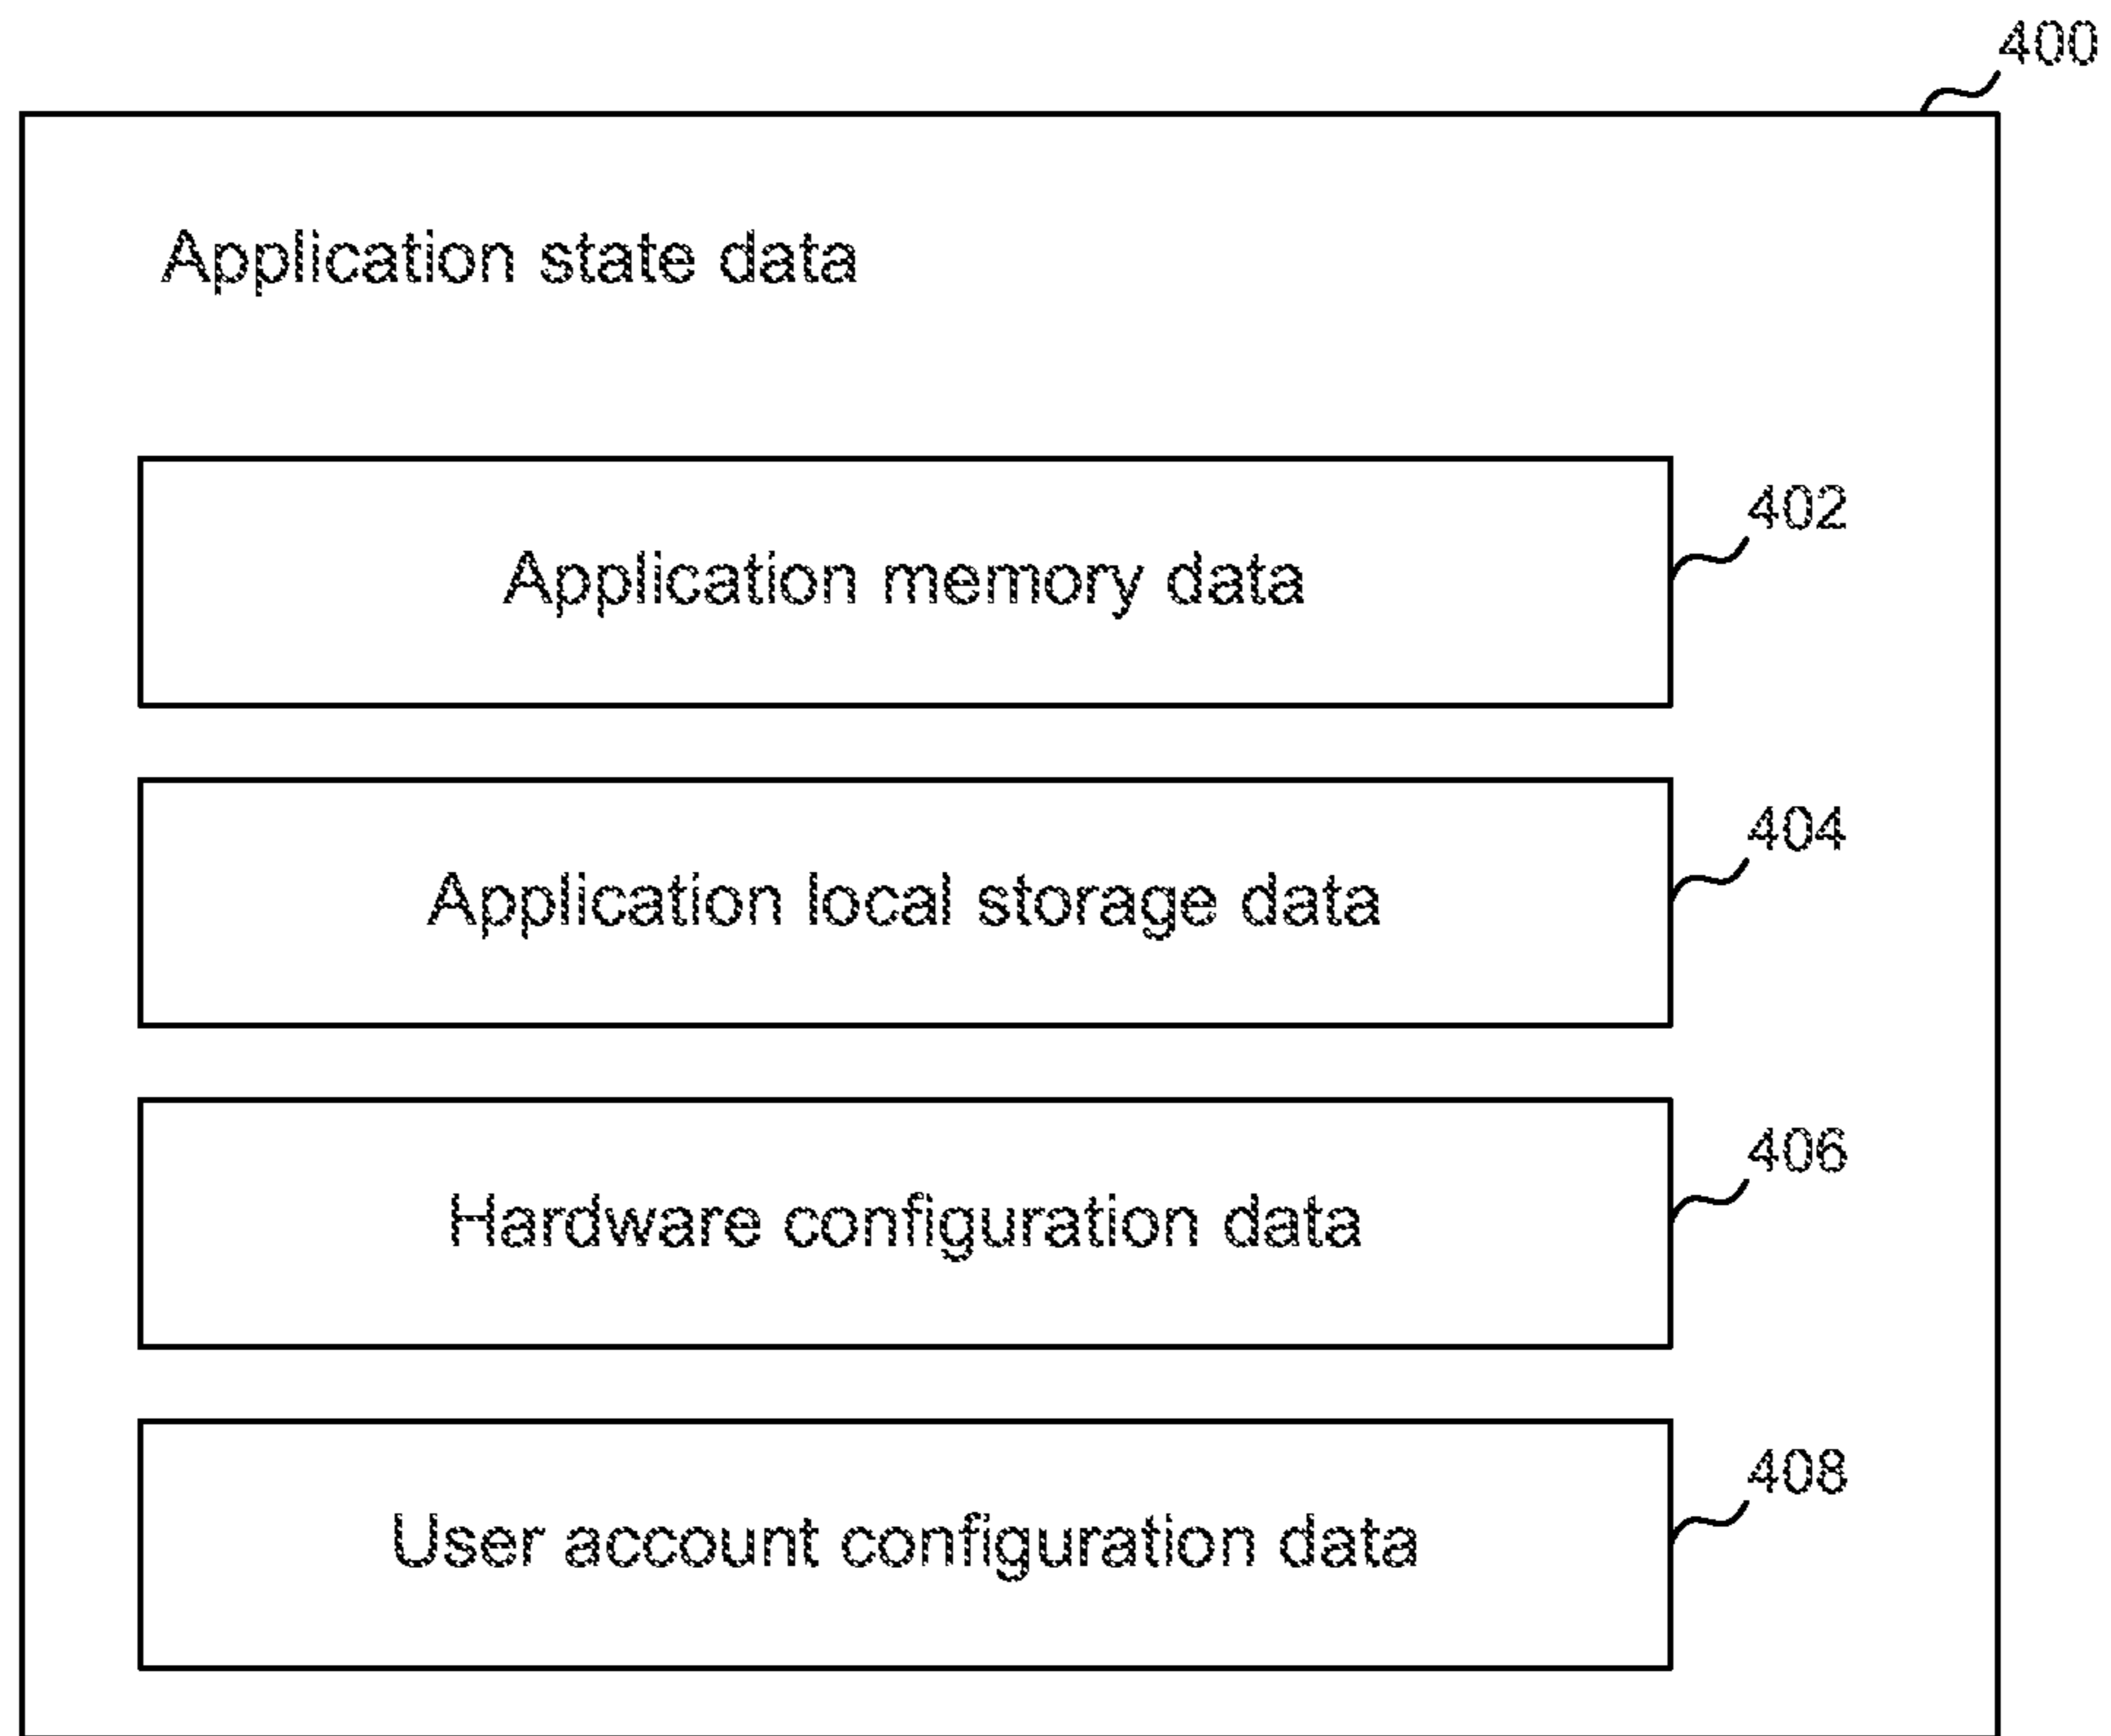 400
Application state data
402
Application memory data
404
Application local storage data
406
Hardware configuration data
408
User account configuration data